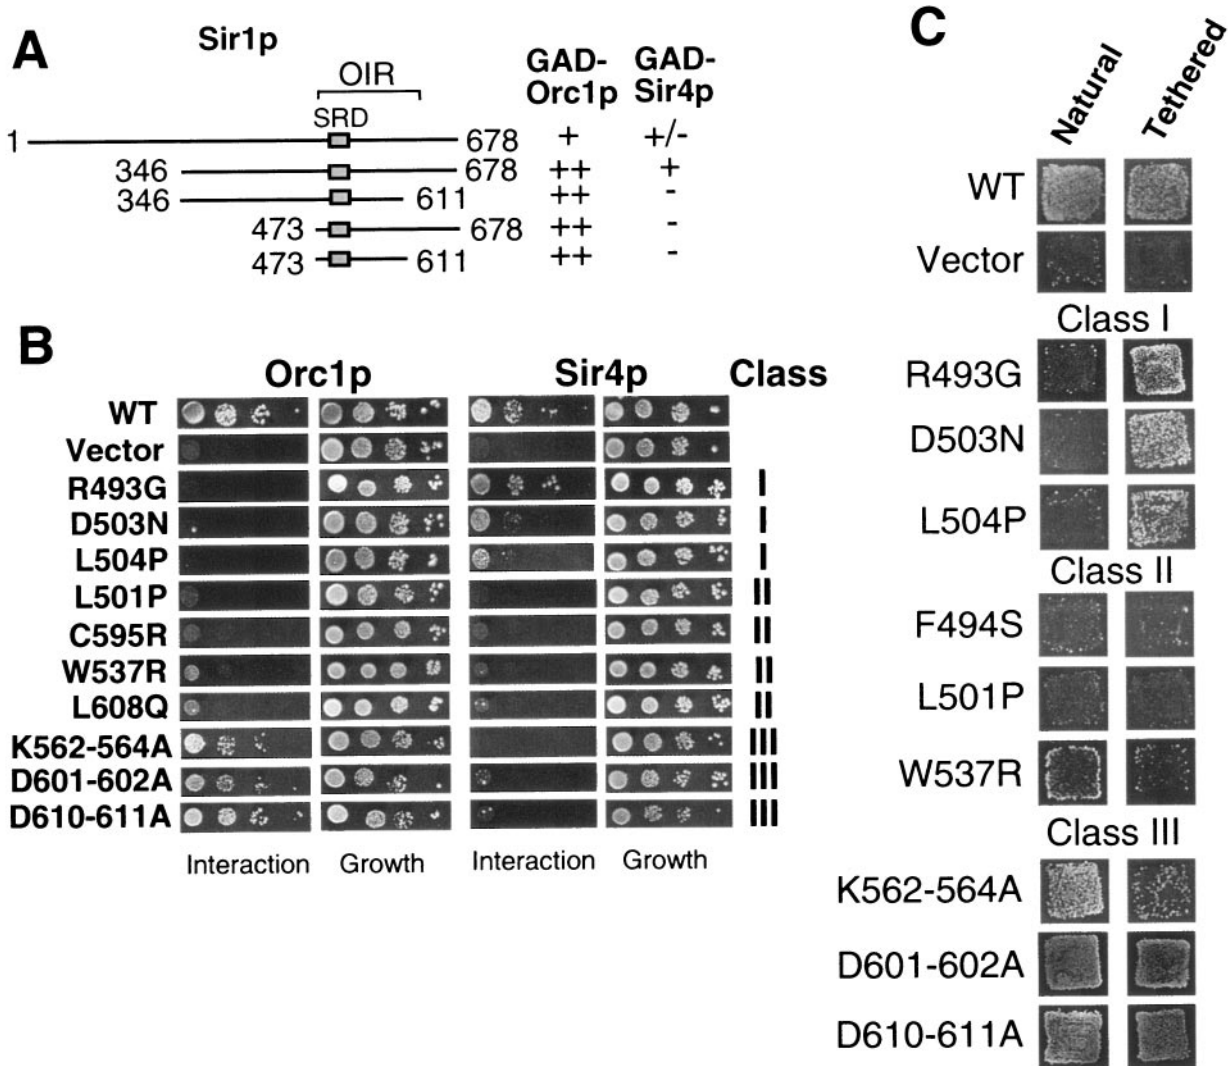 A
Sir1p
OIR
SRD
GAD-
Orc1p
GAD-
Sir4p
1 678 + +/-
346 678 ++ +
346 611 ++ -
473 678 ++ -
473 611 ++ -
B
Orc1p Sir4p Class
WT
Vector
R493G I
D503N I
L504P I
L501P II
C595R II
W537R II
L608Q II
K562-564A III
D601-602A III
D610-611A III
Interaction Growth Interaction Growth
C
Natural Tethered
WT
Vector
Class I
R493G
D503N
L504P
Class II
F494S
L501P
W537R
Class III
K562-564A
D601-602A
D610-611A